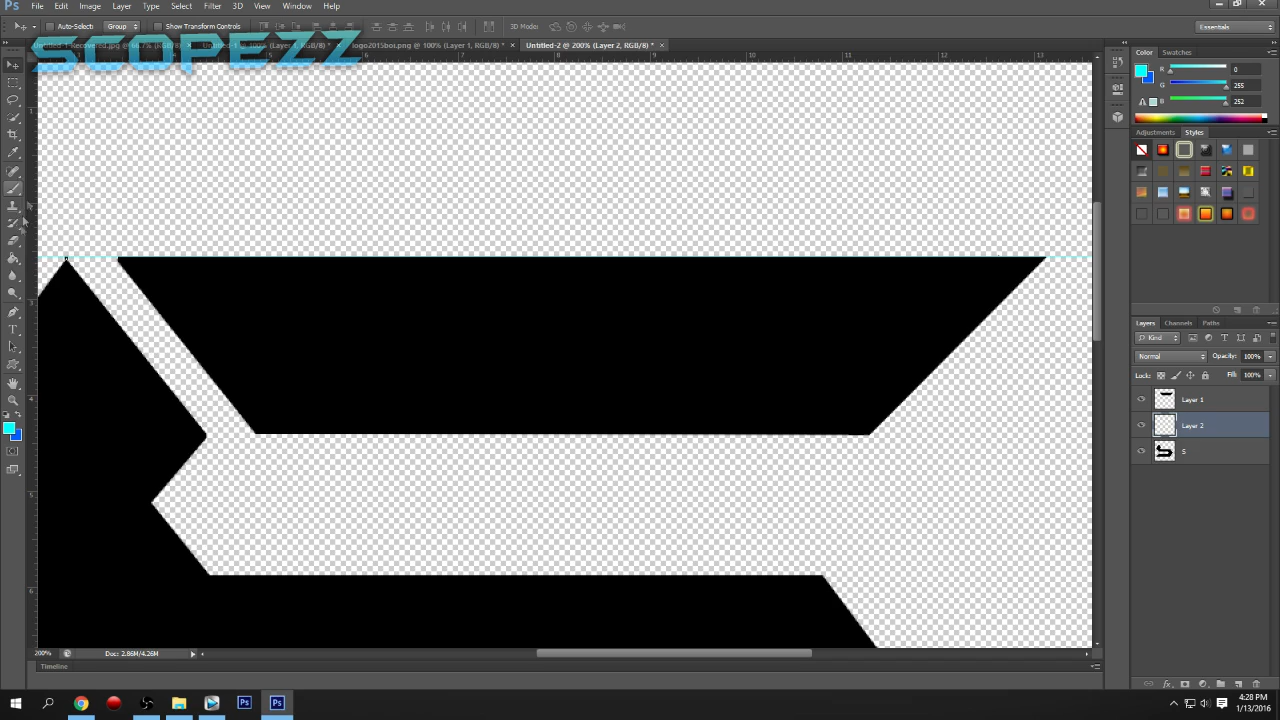 Ps File Edit Image Layer Type Select Filter 3D View Window Help
Auto-Select: Group Show Transform Controls 3D Mode: Essentials
logo2015boi.png @ 100% (Layer 1, RGB/8) * × Untitled-2 @ 200% (Layer 2, RGB/8) * ×
SCOPEZZ
Color Swatches
R 0
G 255
B 252
Adjustments Styles
Layers Channels Paths
Kind
Normal Opacity: 100%
Lock: Fill: 100%
Layer 1
Layer 2
S
200% Doc: 2.86M/4.26M
Timeline
Ps Ps
4:28 PM
1/13/2016